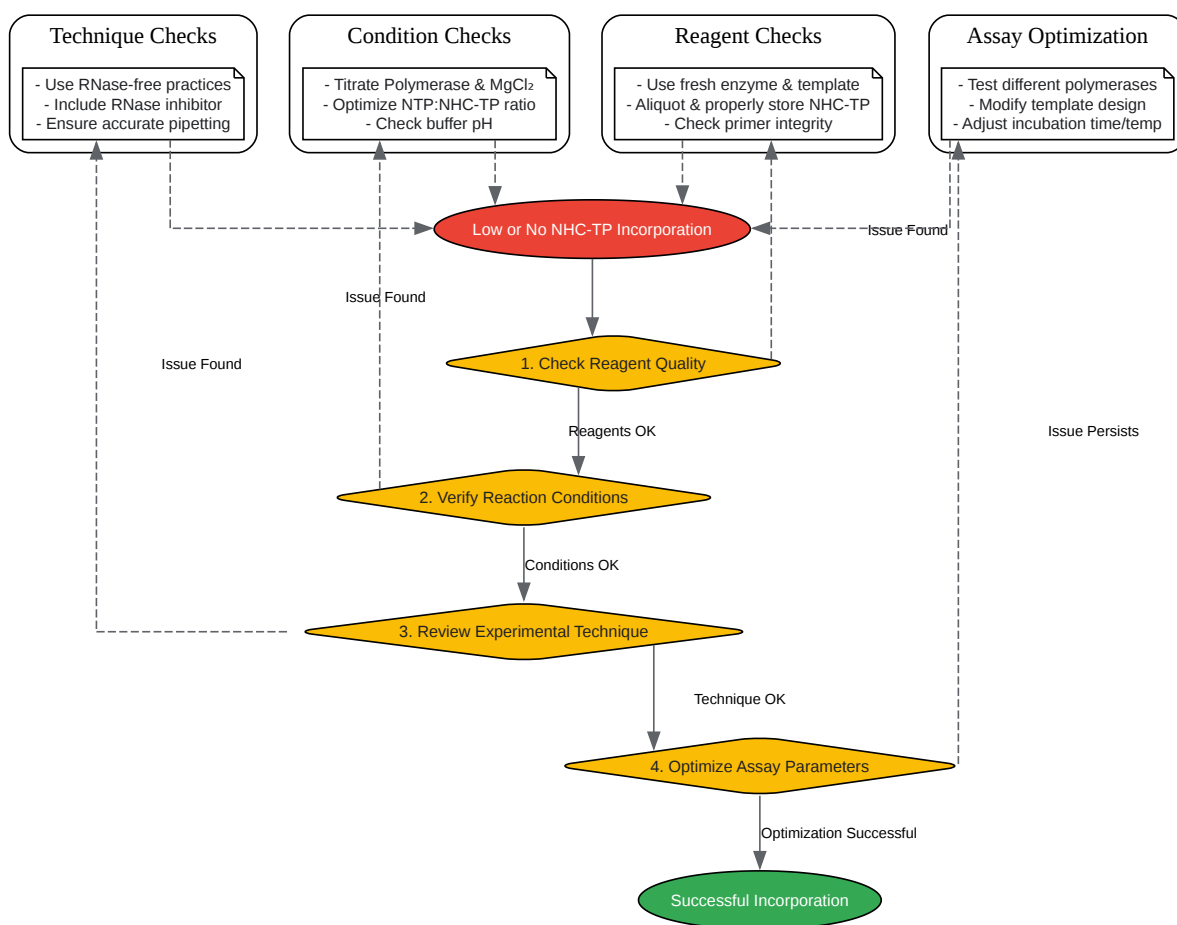 Technique Checks
- Use RNase-free practices
- Include RNase inhibitor
- Ensure accurate pipetting
Condition Checks
- Titrate Polymerase & MgCl₂
- Optimize NTP:NHC-TP ratio
- Check buffer pH
Reagent Checks
- Use fresh enzyme & template
- Aliquot & properly store NHC-TP
- Check primer integrity
Assay Optimization
- Test different polymerases
- Modify template design
- Adjust incubation time/temp
Low or No NHC-TP Incorporation
Issue Found
Issue Found
Issue Found
1. Check Reagent Quality
Reagents OK
Issue Persists
2. Verify Reaction Conditions
Conditions OK
3. Review Experimental Technique
Technique OK
4. Optimize Assay Parameters
Optimization Successful
Successful Incorporation